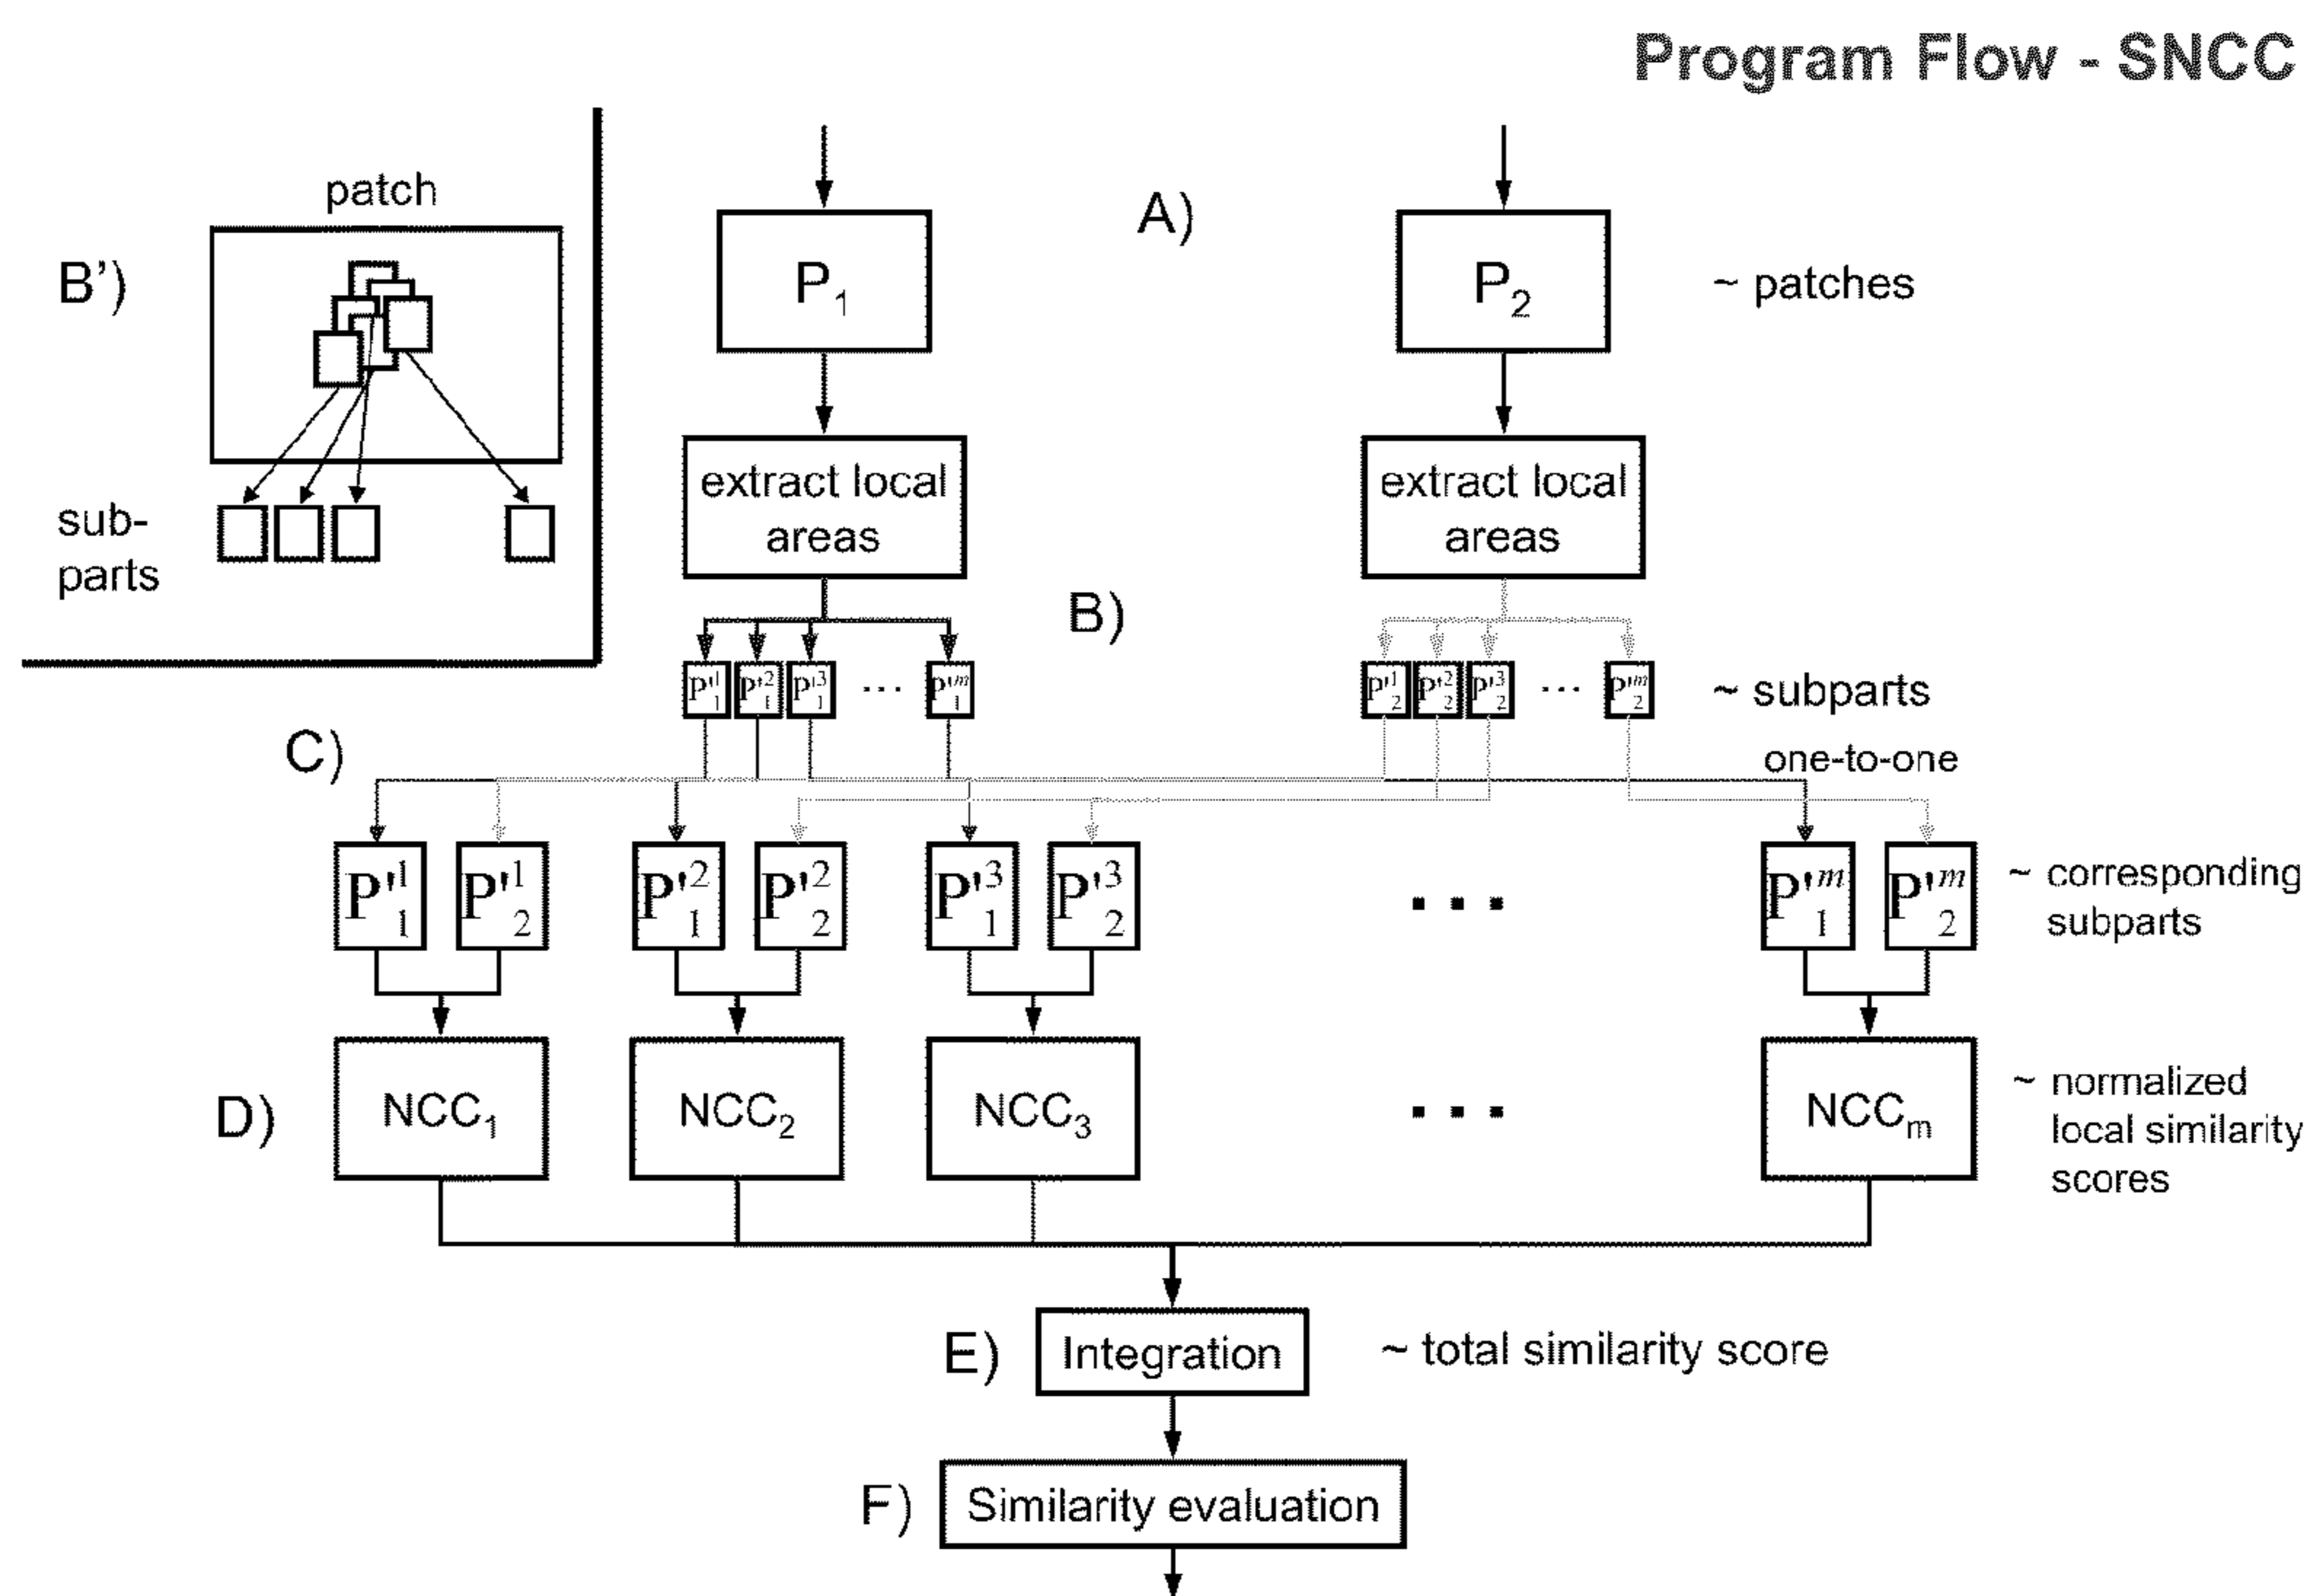 Program Flow - SNCC
patch
B’)
sub-
parts
A)
P₁
P₂
~ patches
extract local
areas
extract local
areas
B)
P'¹₁ P'²₁ P'³₁ ... P'ᵐ₁
P'¹₂ P'²₂ P'³₂ ... P'ᵐ₂
~ subparts
C)
one-to-one
P'¹₁ P'¹₂ P'²₁ P'²₂ P'³₁ P'³₂ ... P'ᵐ₁ P'ᵐ₂
~ corresponding
subparts
D)
NCC₁ NCC₂ NCC₃ ... NCCₘ
~ normalized
local similarity
scores
E)
Integration
~ total similarity score
F)
Similarity evaluation